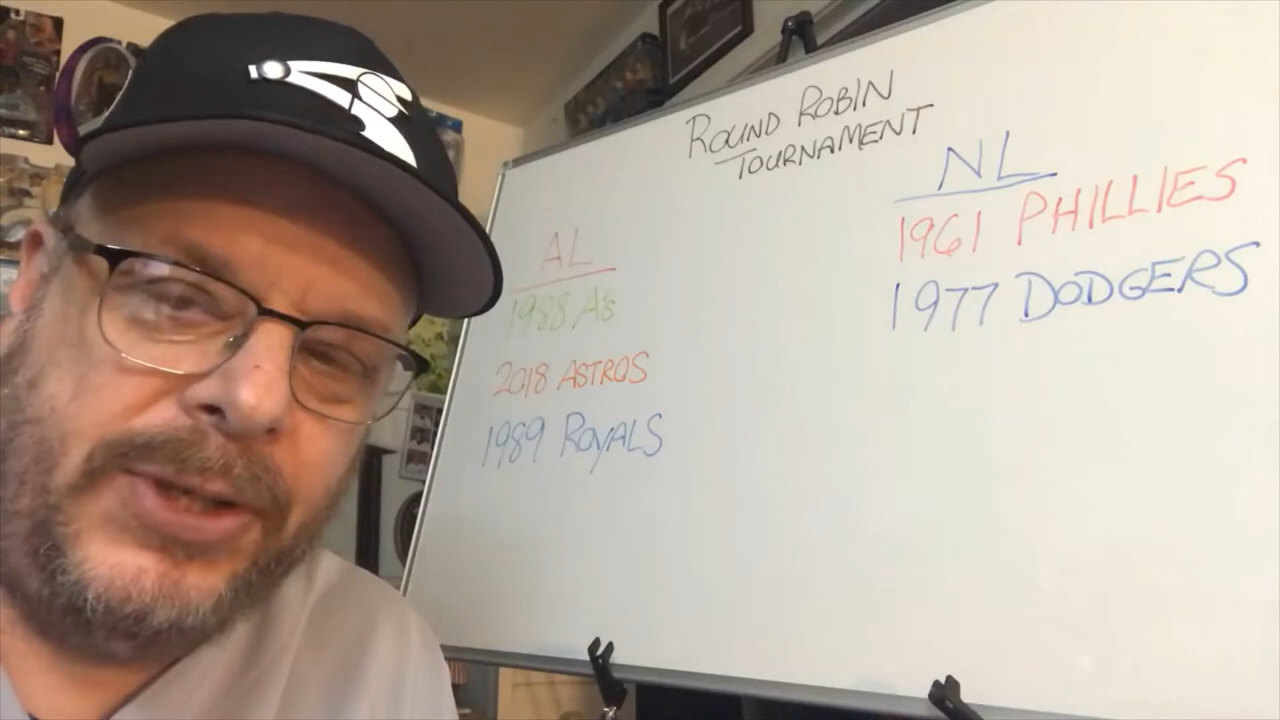 ROUND ROBIN
TOURNAMENT
AL
1988 A's
2018 ASTROS
1989 ROYALS
NL
1961 PHILLIES
1977 DODGERS